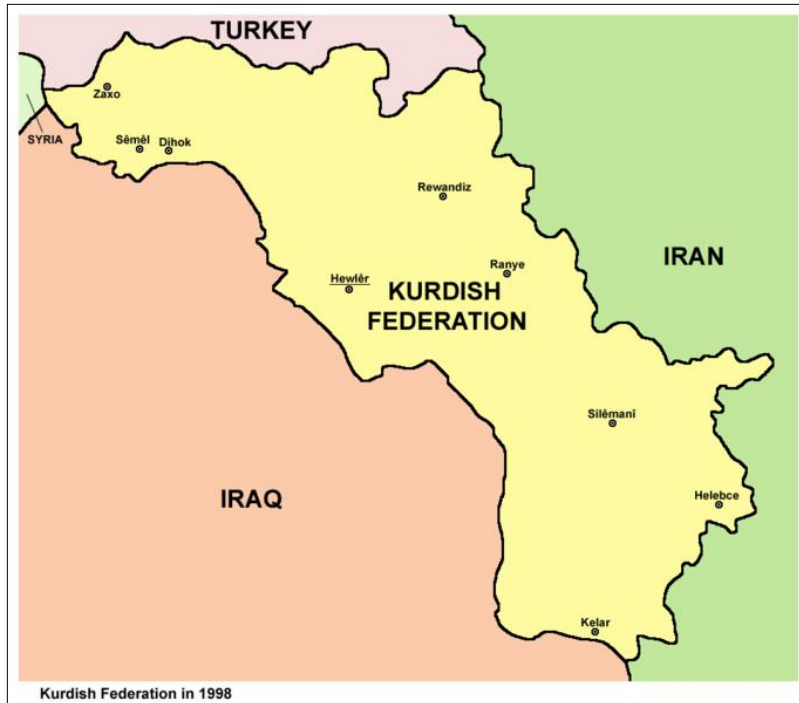 TURKEY
Zaxo
SYRIA
Sêmêl
Dihok
Rewandiz
IRAN
Ranye
Hewlêr
KURDISH
FEDERATION
Silêmanî
IRAQ
Helebce
Kelar
Kurdish Federation in 1998